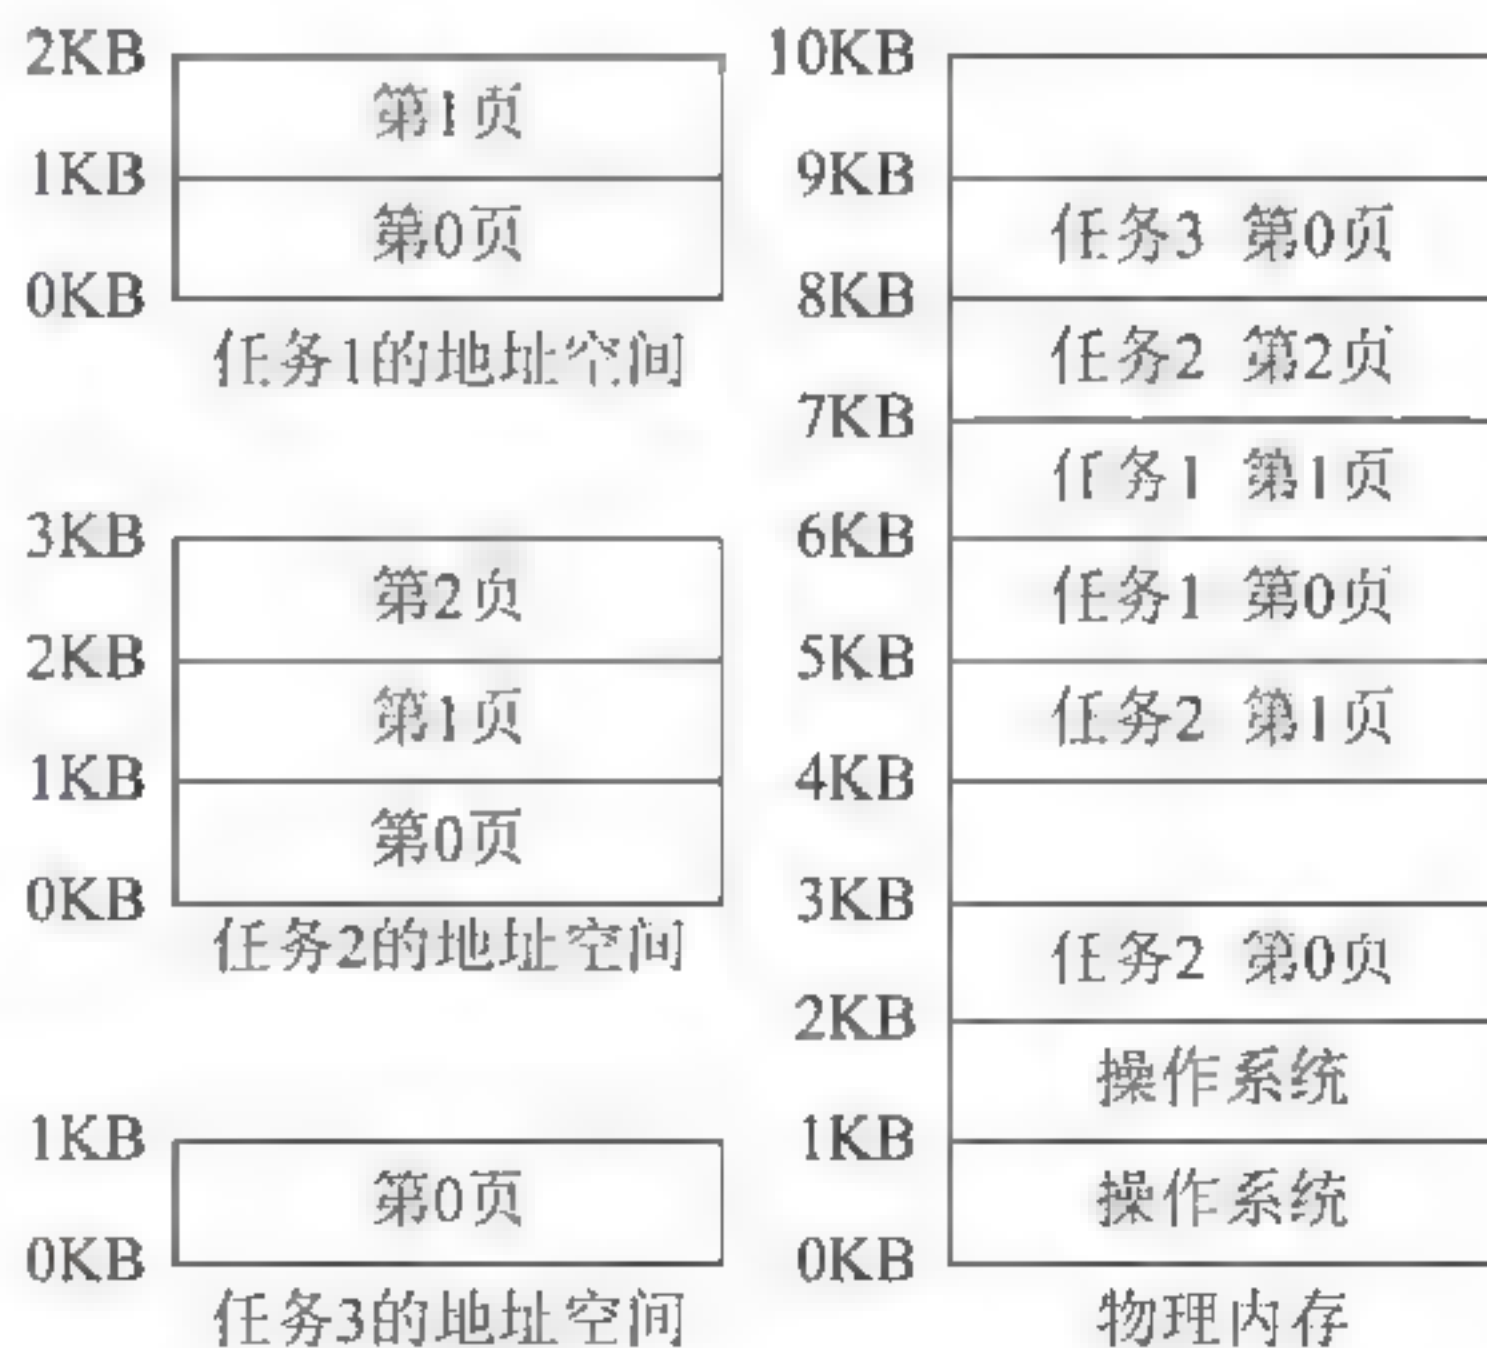 2KB
第1页
1KB
第0页
0KB
任务1的地址空间
3KB
第2页
2KB
第1页
1KB
第0页
0KB
任务2的地址空间
1KB
第0页
0KB
任务3的地址空间
10KB
9KB
任务3 第0页
8KB
任务2 第2页
7KB
任务1 第1页
6KB
任务1 第0页
5KB
任务2 第1页
4KB
3KB
任务2 第0页
2KB
操作系统
1KB
操作系统
0KB
物理内存